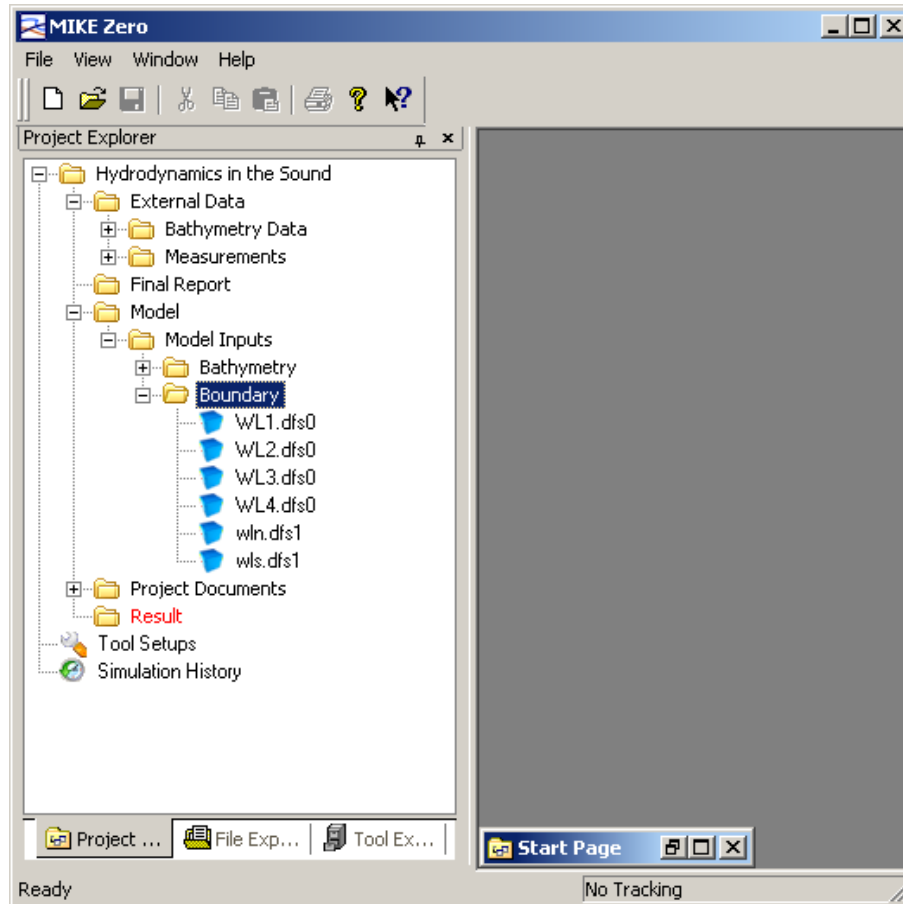 MIKE Zero
File View Window Help
Project Explorer
Hydrodynamics in the Sound
External Data
Bathymetry Data
Measurements
Final Report
Model
Model Inputs
Bathymetry
Boundary
WL1.dfs0
WL2.dfs0
WL3.dfs0
WL4.dfs0
wln.dfs1
wls.dfs1
Project Documents
Result
Tool Setups
Simulation History
Project ... File Exp... Tool Ex...
Start Page
Ready No Tracking